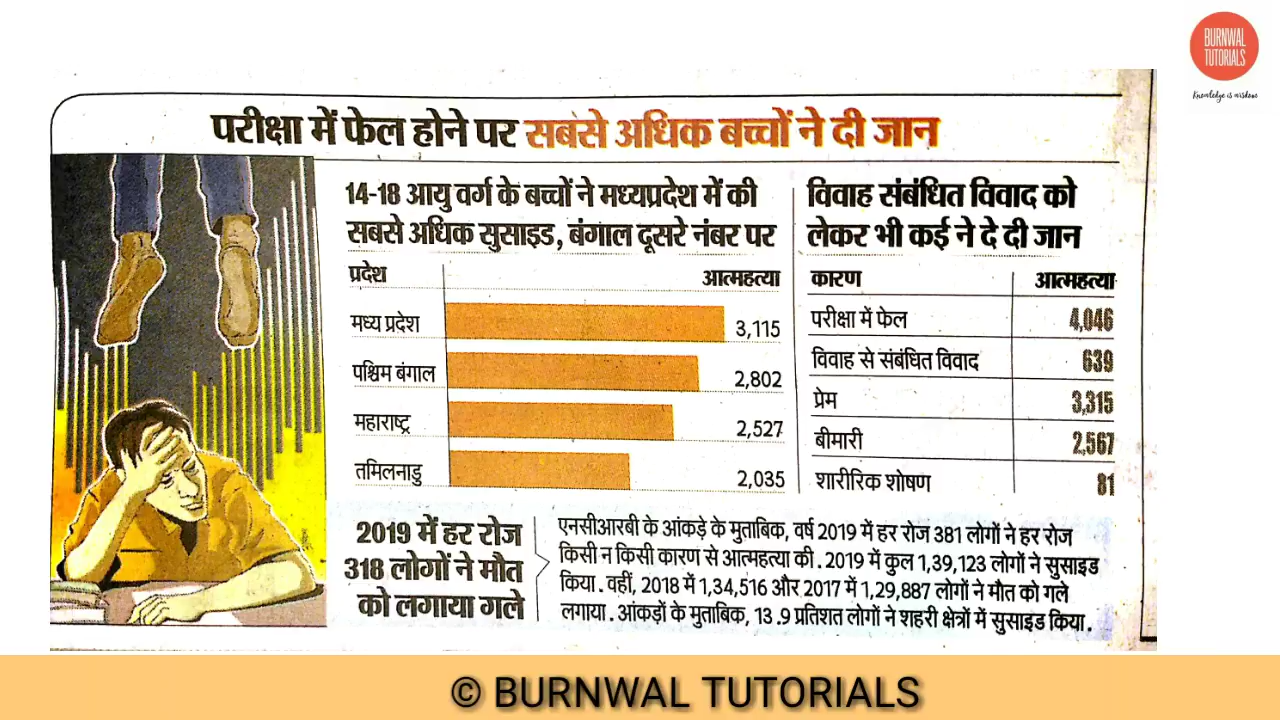 BURNWAL
TUTORIALS
Knowledge is wisdom
परीक्षा में फेल होने पर सबसे अधिक बच्चों ने दी जान
14-18 आयु वर्ग के बच्चों ने मध्यप्रदेश में की
सबसे अधिक सुसाइड, बंगाल दूसरे नंबर पर
प्रदेश आत्महत्या
मध्य प्रदेश 3,115
पश्चिम बंगाल 2,802
महाराष्ट्र 2,527
तमिलनाडु 2,035
विवाह संबंधित विवाद को
लेकर भी कई ने दे दी जान
कारण आत्महत्या
परीक्षा में फेल 4,046
विवाह से संबंधित विवाद 639
प्रेम 3,315
बीमारी 2,567
शारीरिक शोषण 81
2019 में हर रोज
318 लोगों ने मौत
को लगाया गले
एनसीआरबी के आंकड़े के मुताबिक, वर्ष 2019 में हर रोज 381 लोगों ने हर रोज
किसी न किसी कारण से आत्महत्या की. 2019 में कुल 1,39,123 लोगों ने सुसाइड
किया. वहीं, 2018 में 1,34,516 और 2017 में 1,29,887 लोगों ने मौत को गले
लगाया. आंकड़ों के मुताबिक, 13.9 प्रतिशत लोगों ने शहरी क्षेत्रों में सुसाइड किया.
© BURNWAL TUTORIALS